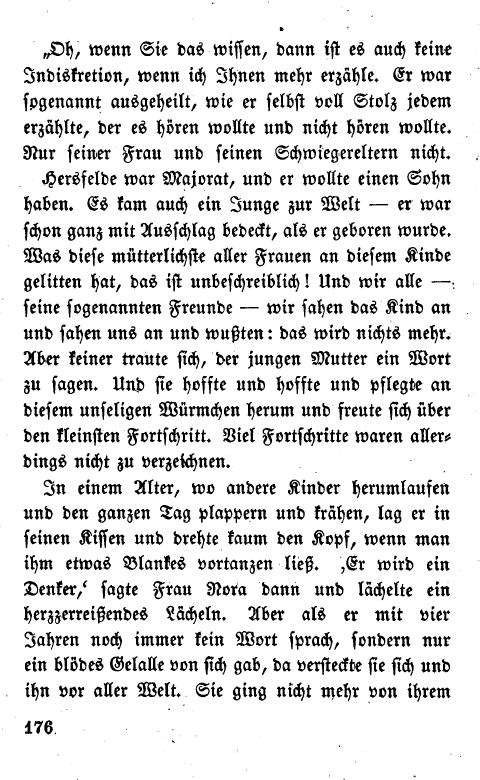 „Oh, wenn Sie das wissen, dann ist es auch keine
Indiskretion, wenn ich Ihnen mehr erzähle. Er war
sogenannt ausgeheilt, wie er selbst voll Stolz jedem
erzählte, der es hören wollte und nicht hören wollte.
Nur seiner Frau und seinen Schwiegereltern nicht.
Hersfelde war Majorat, und er wollte einen Sohn
haben. Es kam auch ein Junge zur Welt — er war
schon ganz mit Ausschlag bedeckt, als er geboren wurde.
Was diese mütterlichste aller Frauen an diesem Kinde
gelitten hat, das ist unbeschreiblich! Und wir alle —
seine sogenannten Freunde — wir sahen das Kind an
und sahen uns an und wußten: das wird nichts mehr.
Aber keiner traute sich, der jungen Mutter ein Wort
zu sagen. Und sie hoffte und hoffte und pflegte an
diesem unseligen Würmchen herum und freute sich über
den kleinsten Fortschritt. Viel Fortschritte waren aller-
dings nicht zu verzeichnen.
In einem Alter, wo andere Kinder herumlaufen
und den ganzen Tag plappern und krähen, lag er in
seinen Kissen und drehte kaum den Kopf, wenn man
ihm etwas Blankes vortanzen ließ. ‚Er wird ein
Denker,‘ sagte Frau Nora dann und lächelte ein
herzzerreißendes Lächeln. Aber als er mit vier
Jahren noch immer kein Wort sprach, sondern nur
ein blödes Gelalle von sich gab, da versteckte sie sich und
ihn vor aller Welt. Sie ging nicht mehr von ihrem
176